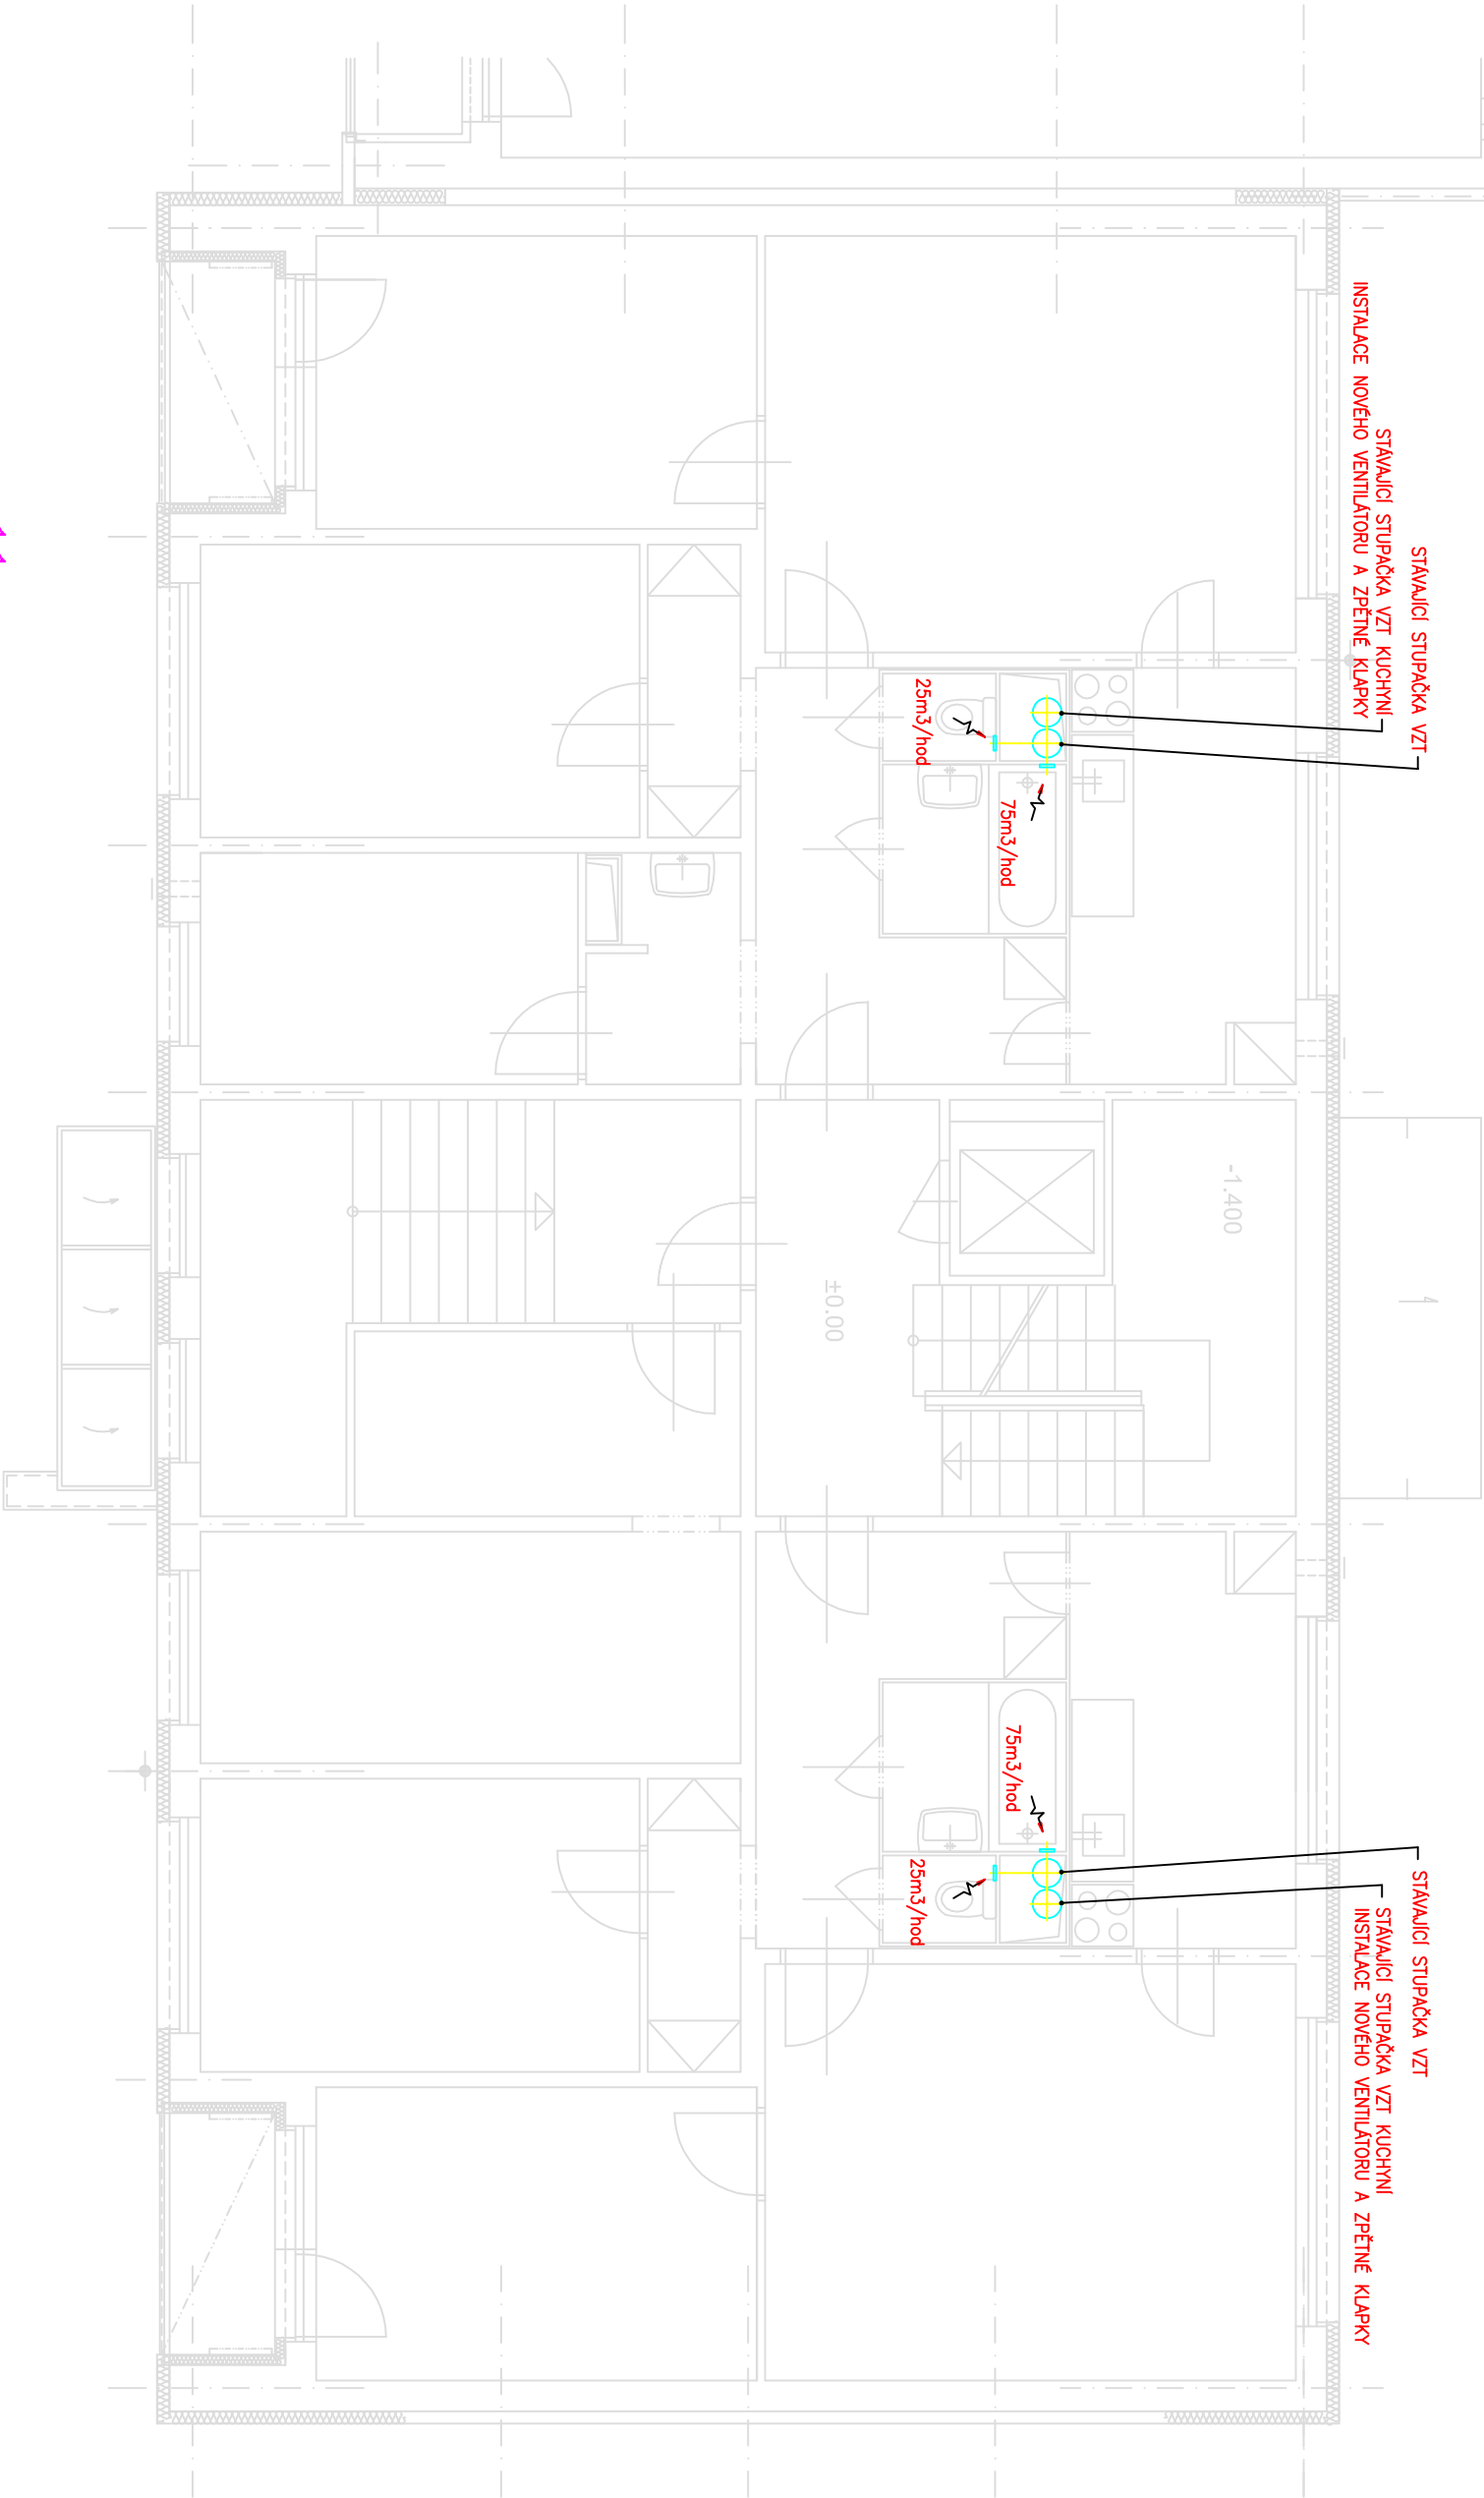 STÁVAJÍCÍ STUPAČKA VZT
STÁVAJÍCÍ STUPAČKA VZT KUCHYNÍ
INSTALACE NOVÉHO VENTILÁTORU A ZPĚTNÉ KLAPKY
25m3/hod
75m3/hod
-1.400
±0.00
1
75m3/hod
25m3/hod
STÁVAJÍCÍ STUPAČKA VZT
STÁVAJÍCÍ STUPAČKA VZT KUCHYNÍ
INSTALACE NOVÉHO VENTILÁTORU A ZPĚTNÉ KLAPKY